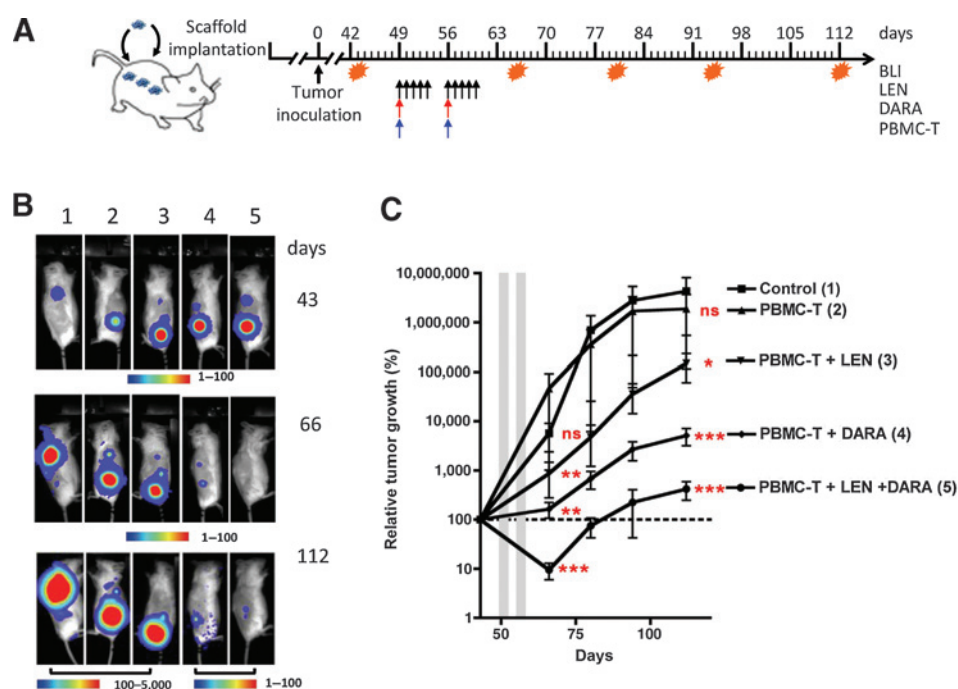 A
Scaffold
implantation
0 42 49 56 63 70 77 84 91 98 105 112 days
Tumor
inoculation
BLI
LEN
DARA
PBMC-T
B
1 2 3 4 5
days
43
1–100
66
1–100
112
100–5,000
1–100
C
Relative tumor growth (%)
10,000,000
1,000,000
100,000
10,000
1,000
100
10
1
50 75 100
Days
Control (1)
PBMC-T (2)
ns
PBMC-T + LEN (3)
*
PBMC-T + DARA (4)
***
PBMC-T + LEN +DARA (5)
***
ns
**
**
***